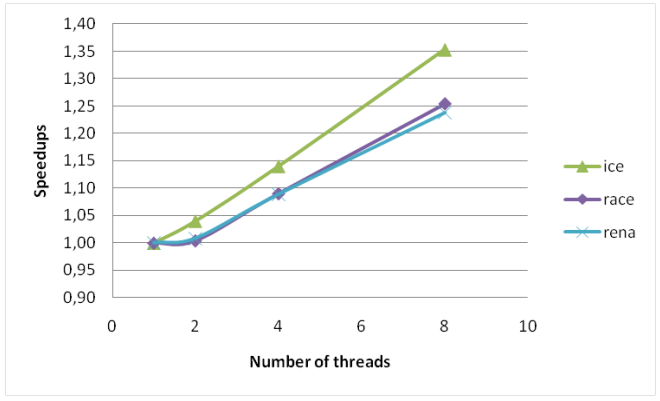 1,40
1,35
1,30
1,25
1,20
1,15
1,10
1,05
1,00
0,95
0,90
Speedups
0 2 4 6 8 10
Number of threads
ice
race
rena